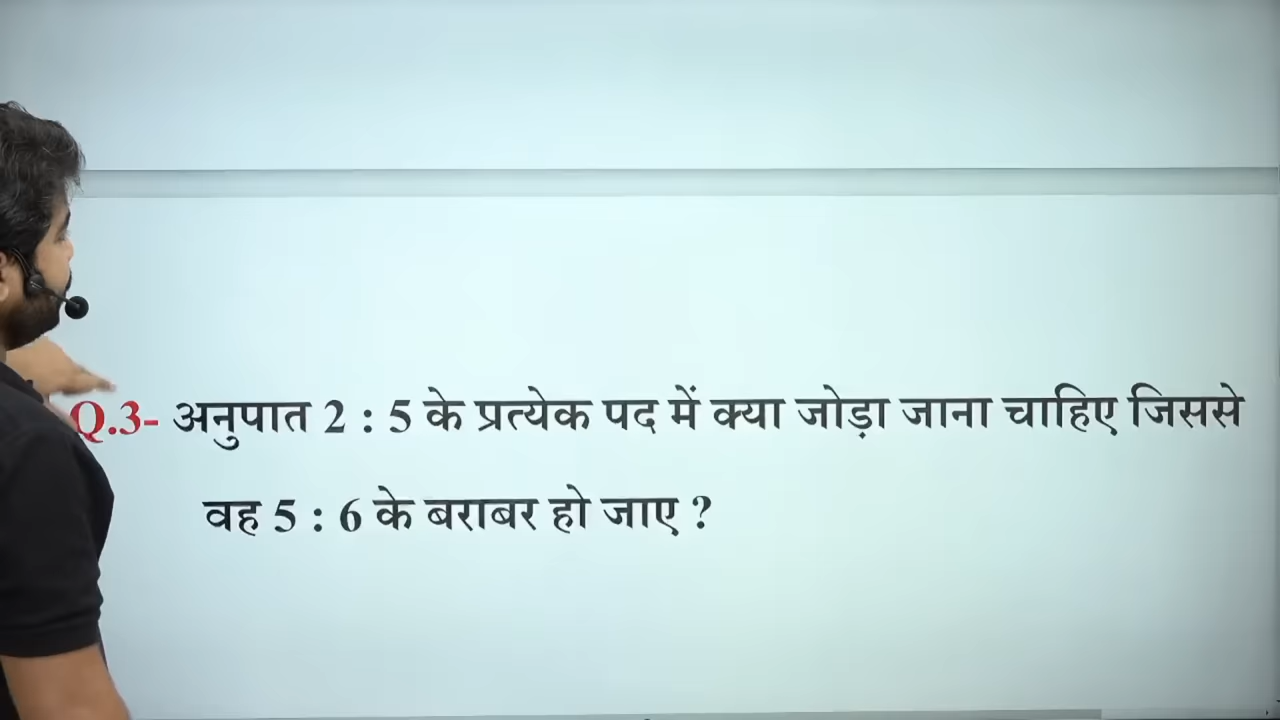 Q.3- अनुपात 2 : 5 के प्रत्येक पद में क्या जोड़ा जाना चाहिए जिससे
वह 5 : 6 के बराबर हो जाए ?